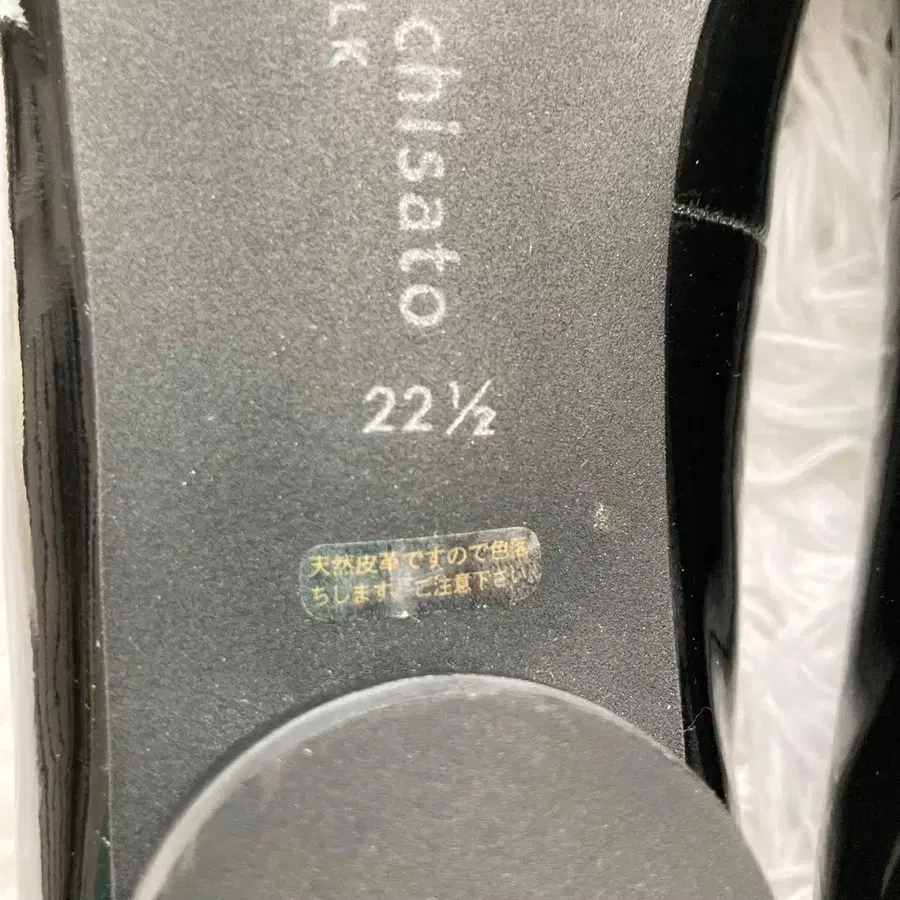 chisato
LK
22½
天然皮革ですので色落
ちします。ご注意下さい。